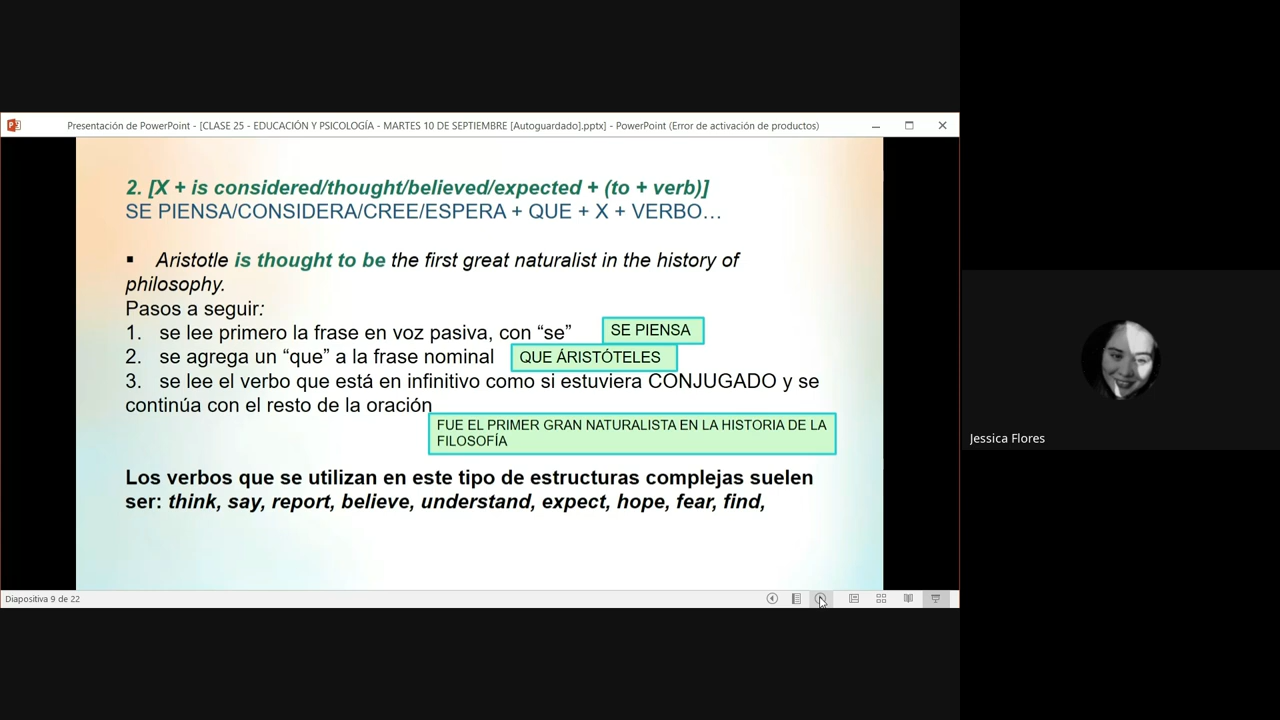 Presentación de PowerPoint - [CLASE 25 - EDUCACIÓN Y PSICOLOGÍA - MARTES 10 DE SEPTIEMBRE [Autoguardado].pptx] - PowerPoint (Error de activación de productos)
2. [X + is considered/thought/believed/expected + (to + verb)]
SE PIENSA/CONSIDERA/CREE/ESPERA + QUE + X + VERBO…
▪ Aristotle is thought to be the first great naturalist in the history of
philosophy.
Pasos a seguir:
1. se lee primero la frase en voz pasiva, con “se”
SE PIENSA
2. se agrega un “que” a la frase nominal
QUE ÁRISTÓTELES
3. se lee el verbo que está en infinitivo como si estuviera CONJUGADO y se
continúa con el resto de la oración
FUE EL PRIMER GRAN NATURALISTA EN LA HISTORIA DE LA
FILOSOFÍA
Los verbos que se utilizan en este tipo de estructuras complejas suelen
ser: think, say, report, believe, understand, expect, hope, fear, find,
Diapositiva 9 de 22
Jessica Flores